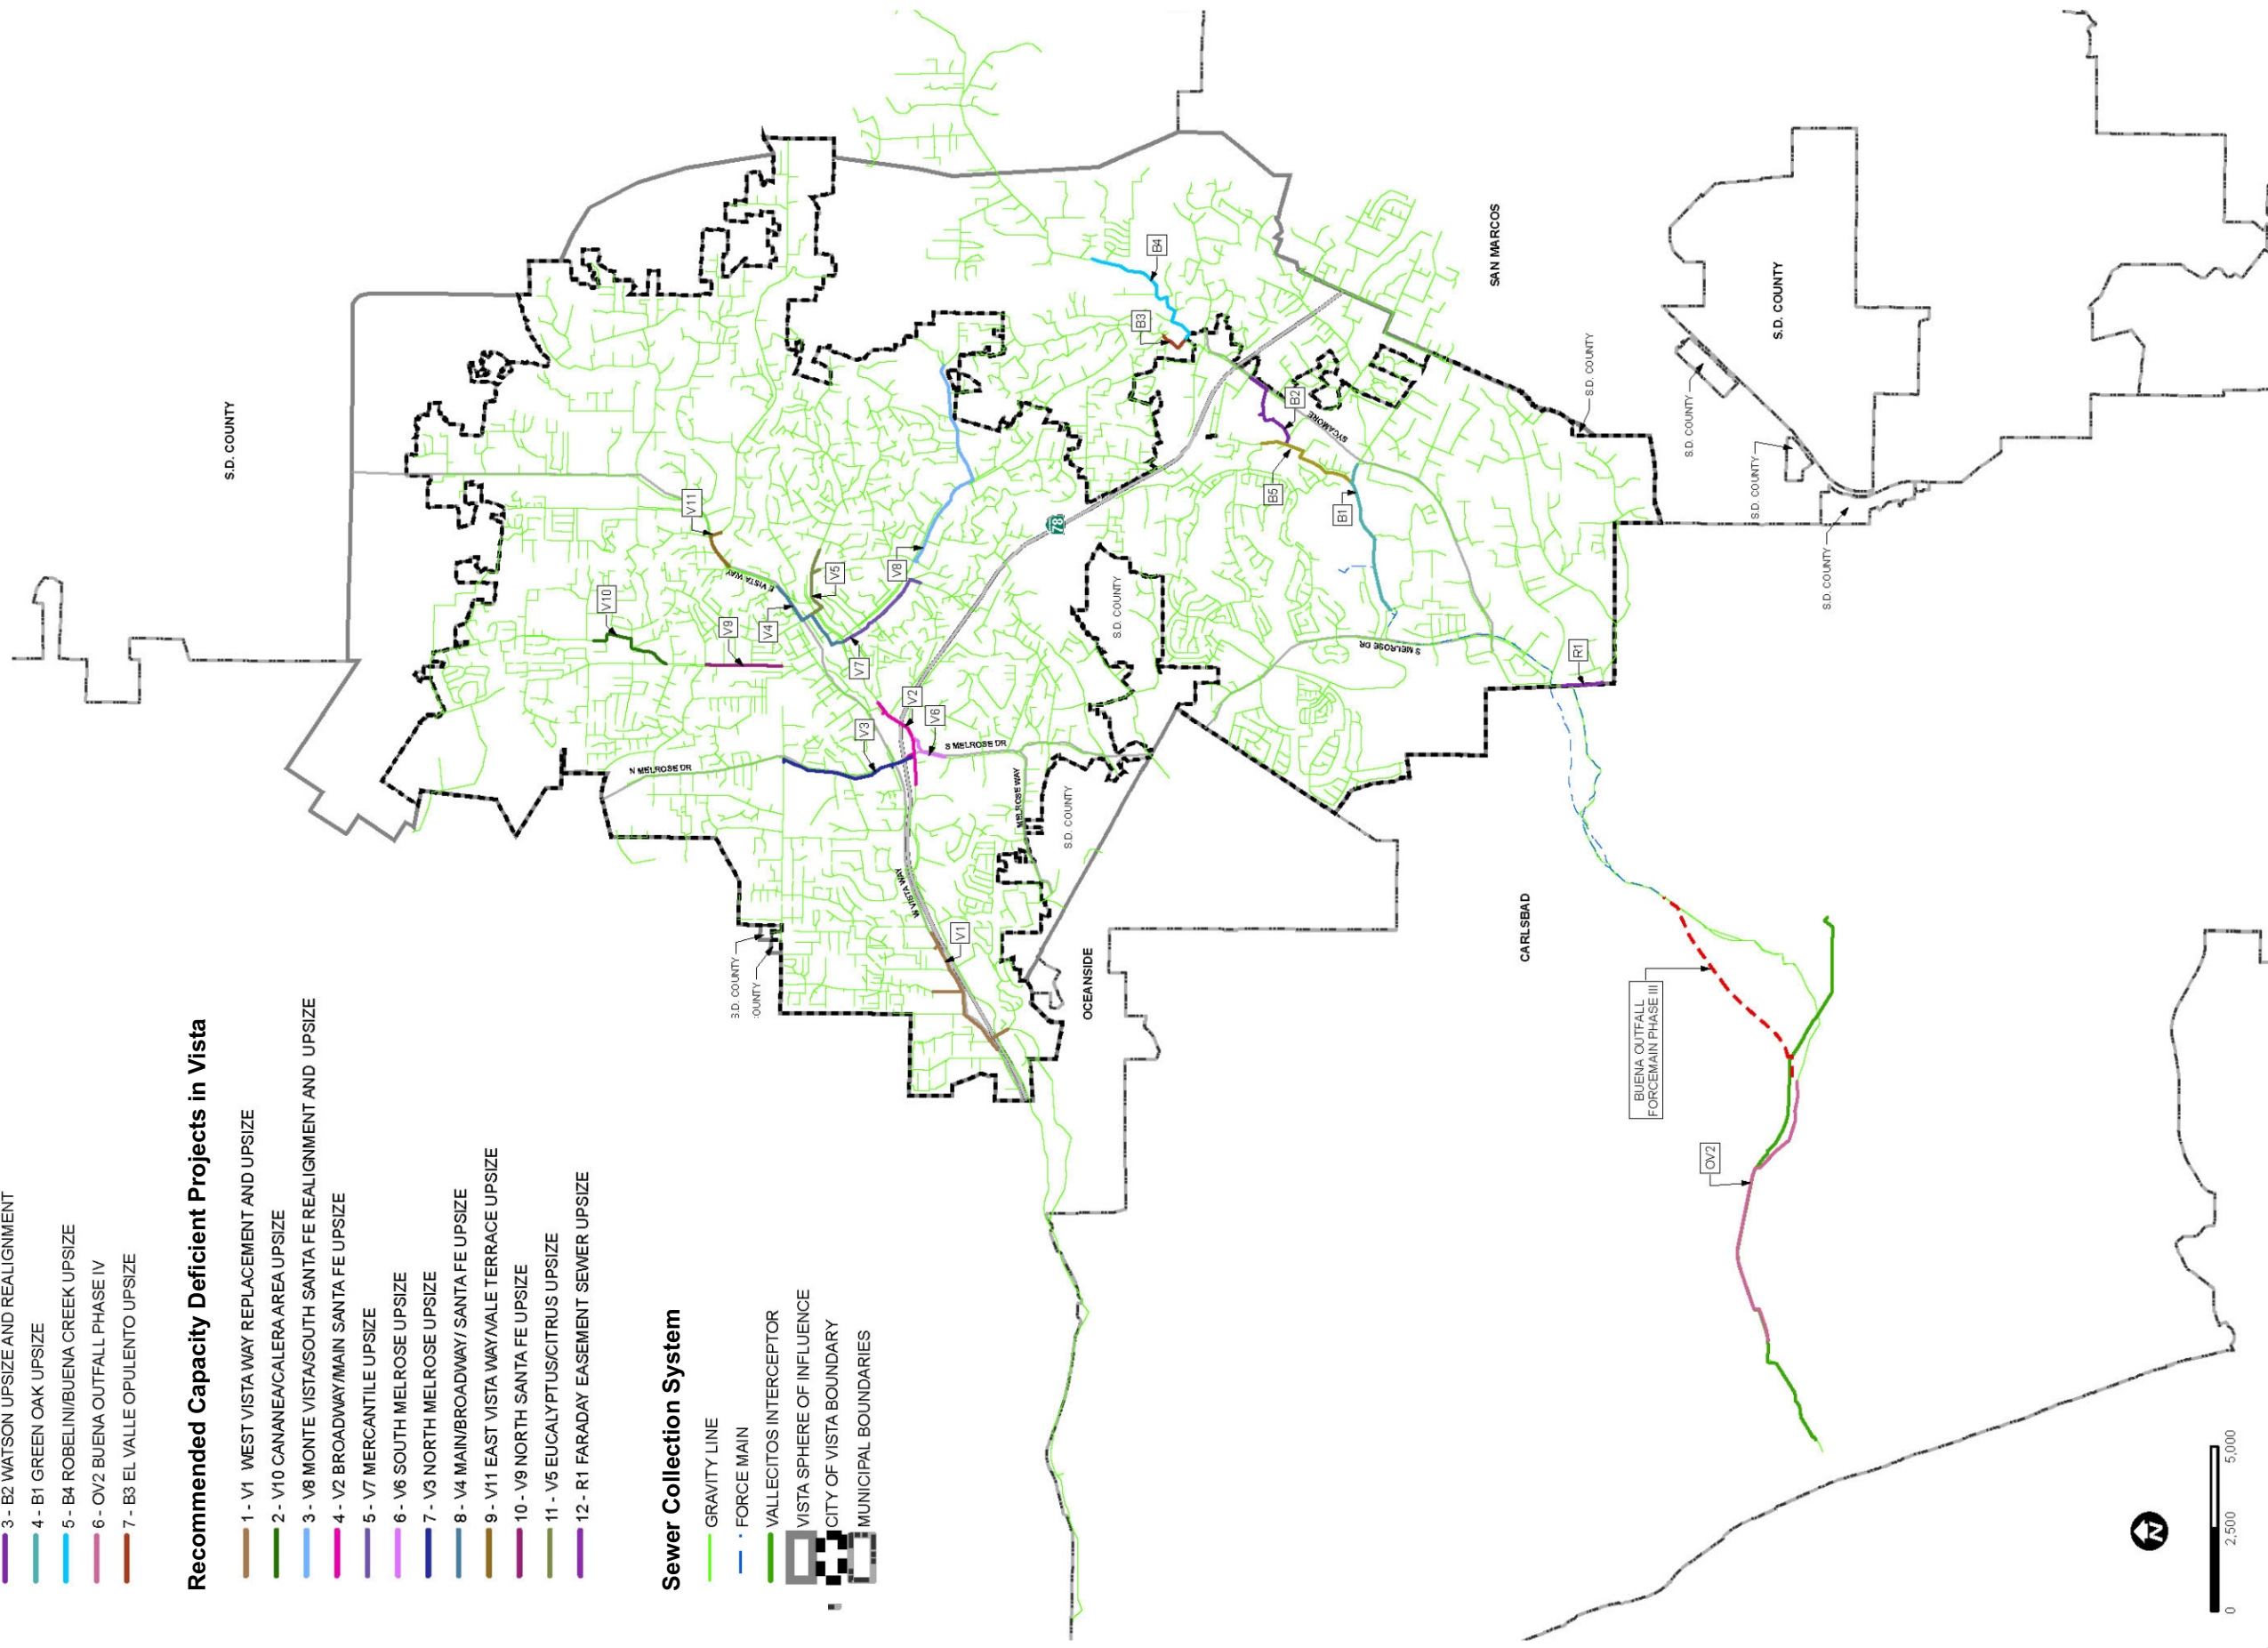 3 - B2 WATSON UPSIZE AND REALIGNMENT
4 - B1 GREEN OAK UPSIZE
5 - B4 ROBELINI/BUENA CREEK UPSIZE
6 - OV2 BUENA OUTFALL PHASE IV
7 - B3 EL VALLE OPULENTO UPSIZE
Recommended Capacity Deficient Projects in Vista
1 - V1 WEST VISTA WAY REPLACEMENT AND UPSIZE
2 - V10 CANANEA/CALERA AREA UPSIZE
3 - V8 MONTE VISTA/SOUTH SANTA FE REALIGNMENT AND UPSIZE
4 - V2 BROADWAY/MAIN SANTA FE UPSIZE
5 - V7 MERCANTILE UPSIZE
6 - V6 SOUTH MELROSE UPSIZE
7 - V3 NORTH MELROSE UPSIZE
8 - V4 MAIN/BROADWAY/ SANTA FE UPSIZE
9 - V11 EAST VISTA WAY/VALE TERRACE UPSIZE
10 - V9 NORTH SANTA FE UPSIZE
11 - V5 EUCALYPTUS/CITRUS UPSIZE
12 - R1 FARADAY EASEMENT SEWER UPSIZE
Sewer Collection System
GRAVITY LINE
FORCE MAIN
VALLECITOS INTERCEPTOR
VISTA SPHERE OF INFLUENCE
CITY OF VISTA BOUNDARY
MUNICIPAL BOUNDARIES
S.D. COUNTY
V11
V10
E VISTA WAY
V9
V4
V5
V8
V7
V3
V2
V6
N MELROSE DR
S MELROSE DR
MELROSE WAY
W VISTA WAY
V1
S.D. COUNTY
OUNTY
S.D. COUNTY
S.D. COUNTY
OCEANSIDE
78
B4
B3
B2
SYCAMORE
B5
B1
S MELROSE DR
R1
SAN MARCOS
S.D. COUNTY
S.D. COUNTY
S.D. COUNTY
S.D. COUNTY
S.D. COUNTY
CARLSBAD
BUENA OUTFALL
FORCEMAIN PHASE III
OV2
N
0
2,500
5,000